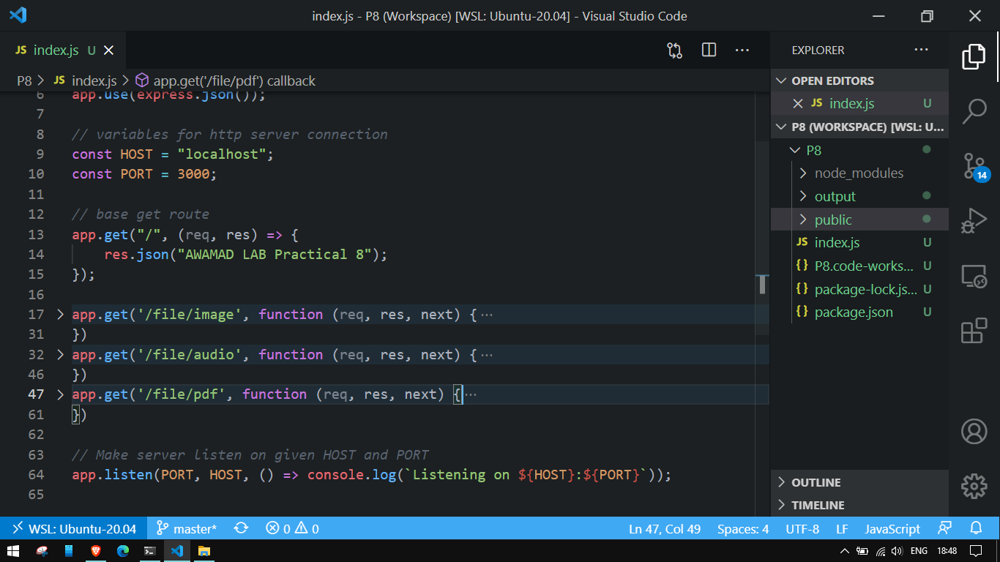 index.js - P8 (Workspace) [WSL: Ubuntu-20.04] - Visual Studio Code
JS index.js U
P8 > JS index.js > app.get('/file/pdf') callback
6 app.use(express.json());
7
8 // variables for http server connection
9 const HOST = "localhost";
10 const PORT = 3000;
11
12 // base get route
13 app.get("/", (req, res) => {
14 res.json("AWAMAD LAB Practical 8");
15 });
16
17 app.get('/file/image', function (req, res, next) {···
31 })
32 app.get('/file/audio', function (req, res, next) {···
46 })
47 app.get('/file/pdf', function (req, res, next) {···
61 })
62
63 // Make server listen on given HOST and PORT
64 app.listen(PORT, HOST, () => console.log(`Listening on ${HOST}:${PORT}`));
65
EXPLORER
OPEN EDITORS
JS index.js U
P8 (WORKSPACE) [WSL: U...
P8
node_modules
output
public
JS index.js U
{} P8.code-works... U
{} package-lock.js... U
{} package.json U
OUTLINE
TIMELINE
14
WSL: Ubuntu-20.04 master* 0 0 Ln 47, Col 49 Spaces: 4 UTF-8 LF JavaScript
ENG 18:48